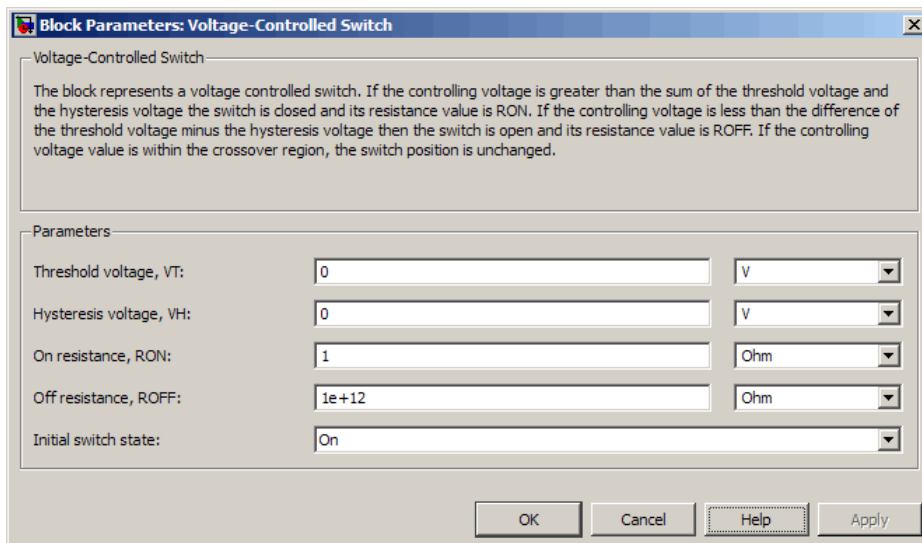 Block Parameters: Voltage-Controlled Switch
Voltage-Controlled Switch
The block represents a voltage controlled switch. If the controlling voltage is greater than the sum of the threshold voltage and
the hysteresis voltage the switch is closed and its resistance value is RON. If the controlling voltage is less than the difference of
the threshold voltage minus the hysteresis voltage then the switch is open and its resistance value is ROFF. If the controlling
voltage value is within the crossover region, the switch position is unchanged.
Parameters
Threshold voltage, VT: 0 V
Hysteresis voltage, VH: 0 V
On resistance, RON: 1 Ohm
Off resistance, ROFF: 1e+12 Ohm
Initial switch state: On
OK Cancel Help Apply